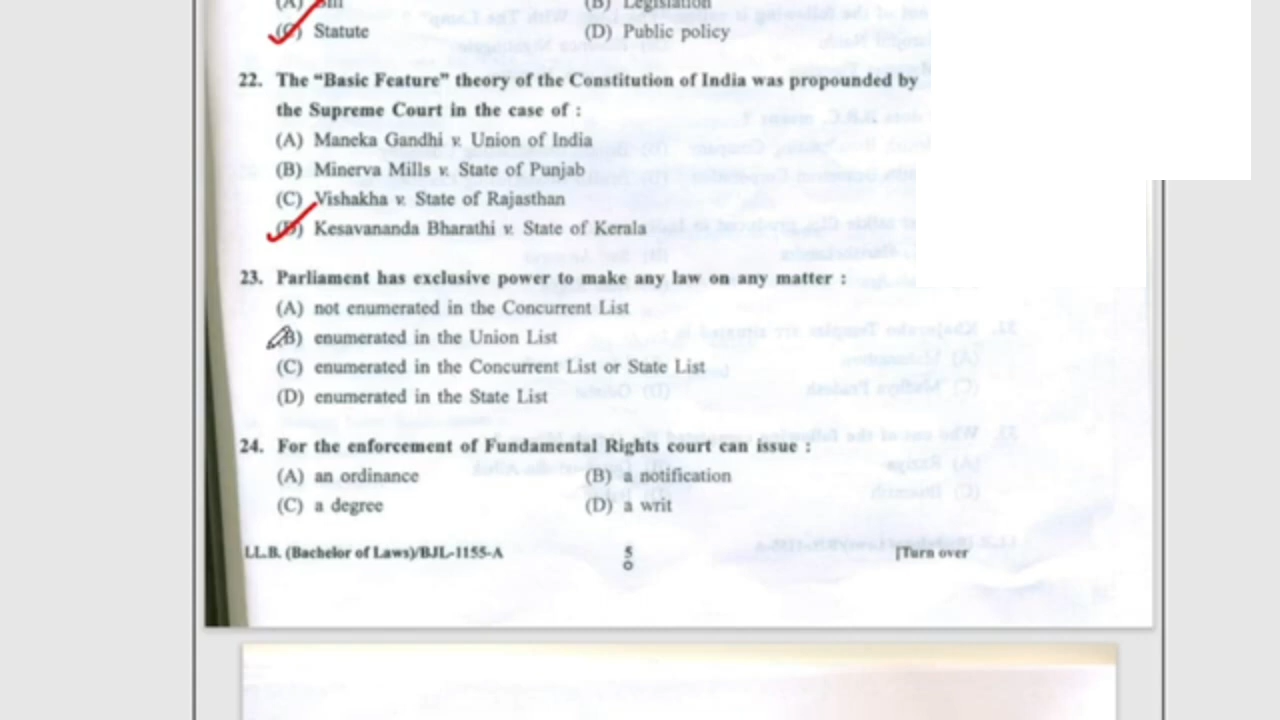 (A) Bill (B) Legislation
(C) Statute (D) Public policy
22. The “Basic Feature” theory of the Constitution of India was propounded by
the Supreme Court in the case of :
(A) Maneka Gandhi v. Union of India
(B) Minerva Mills v. State of Punjab
(C) Vishakha v. State of Rajasthan
(D) Kesavananda Bharathi v. State of Kerala
23. Parliament has exclusive power to make any law on any matter :
(A) not enumerated in the Concurrent List
(B) enumerated in the Union List
(C) enumerated in the Concurrent List or State List
(D) enumerated in the State List
24. For the enforcement of Fundamental Rights court can issue :
(A) an ordinance (B) a notification
(C) a degree (D) a writ
LL.B. (Bachelor of Laws)/BJL-1155-A 5 [Turn over